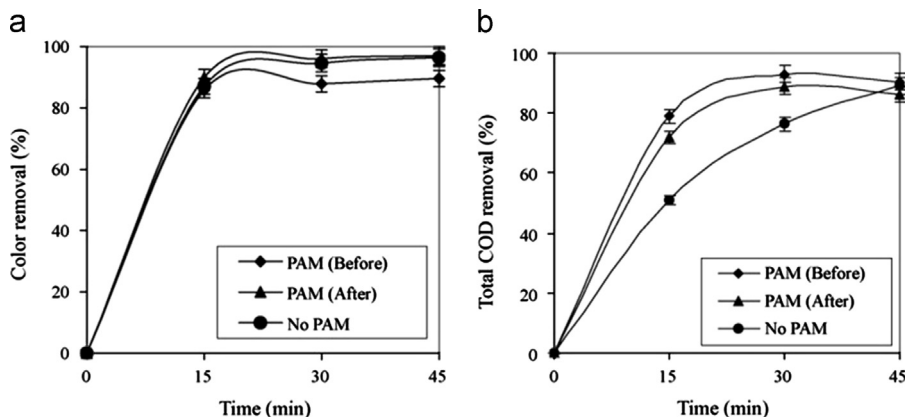 a
100
80
60
40
20
0
Color removal (%)
PAM (Before)
PAM (After)
No PAM
0 15 30 45
Time (min)
b
100
80
60
40
20
0
Total COD removal (%)
PAM (Before)
PAM (After)
No PAM
0 15 30 45
Time (min)